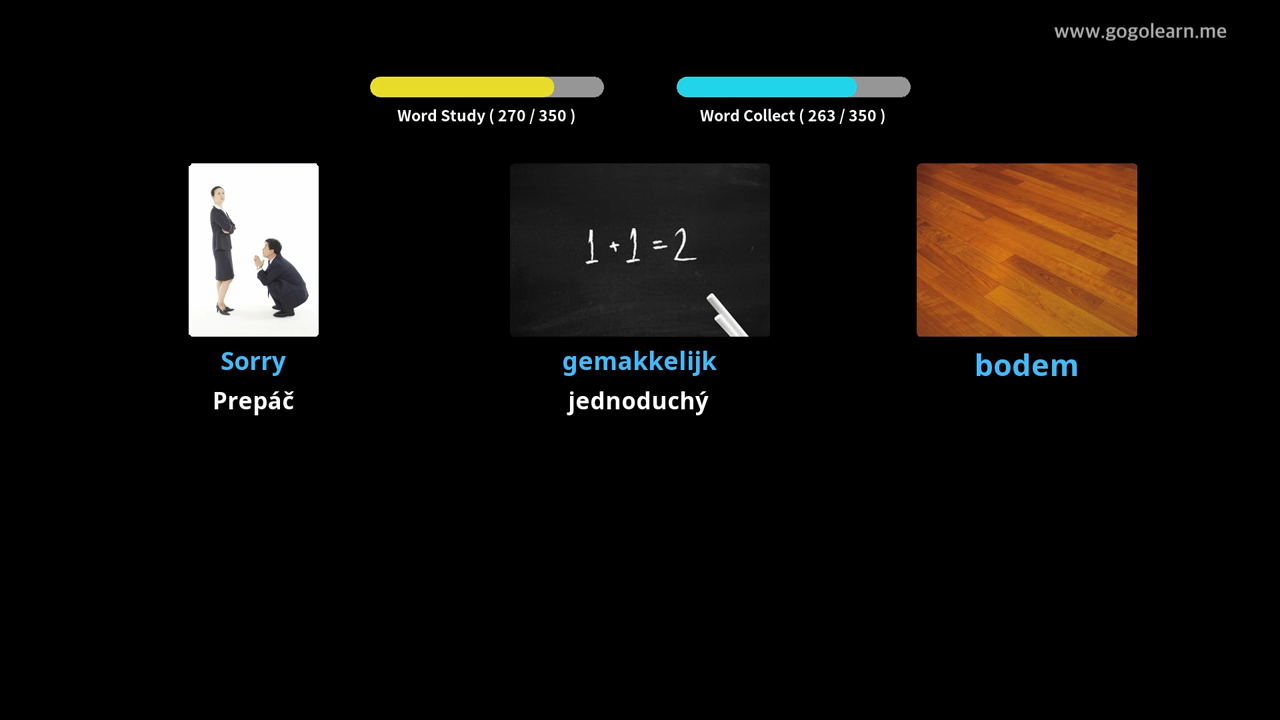 www.gogolearn.me
Word Study ( 270 / 350 )
Word Collect ( 263 / 350 )
1 + 1 = 2
Sorry
Prepáč
gemakkelijk
jednoduchý
bodem